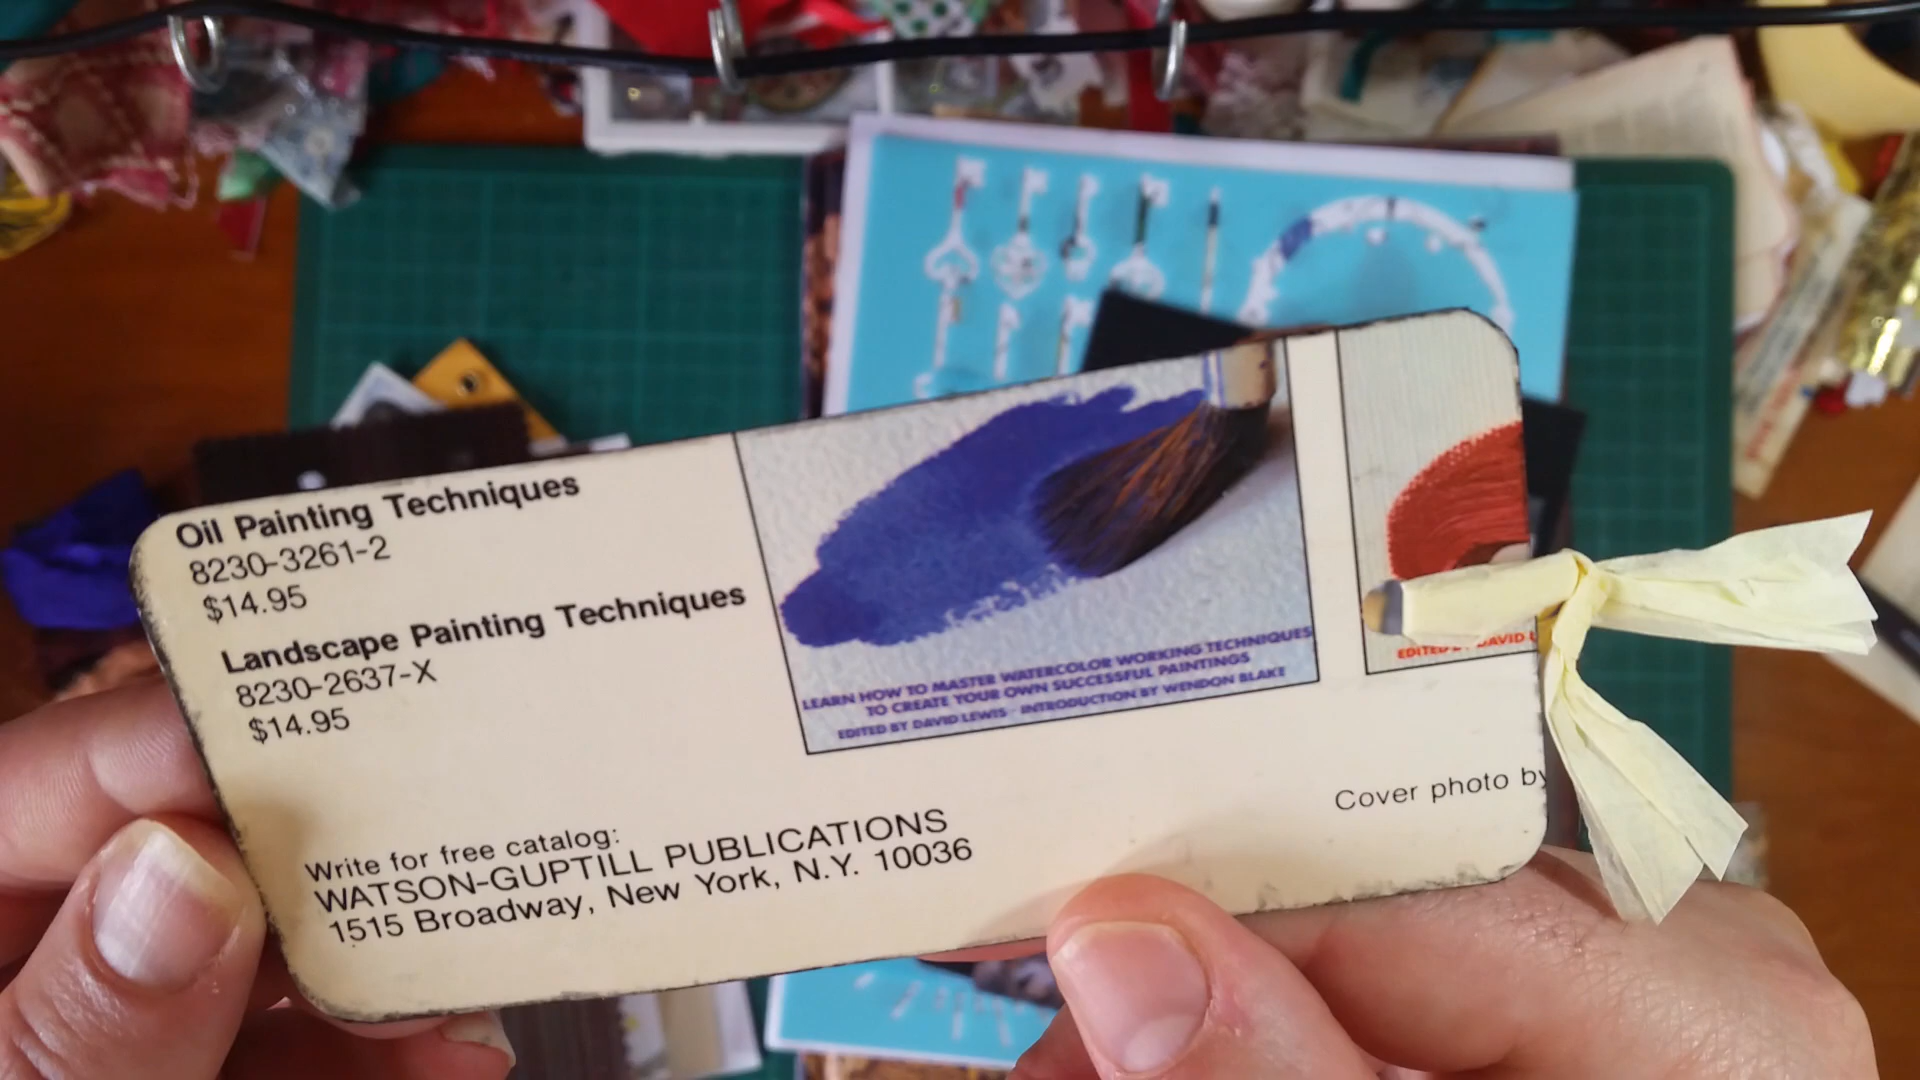 Oil Painting Techniques
8230-3261-2
$14.95
Landscape Painting Techniques
8230-2637-X
$14.95
LEARN HOW TO MASTER WATERCOLOR WORKING TECHNIQUES
TO CREATE YOUR OWN SUCCESSFUL PAINTINGS
EDITED BY DAVID LEWIS · INTRODUCTION BY WENDON BLAKE
EDITED DAVID
Cover photo by
Write for free catalog:
WATSON-GUPTILL PUBLICATIONS
1515 Broadway, New York, N.Y. 10036